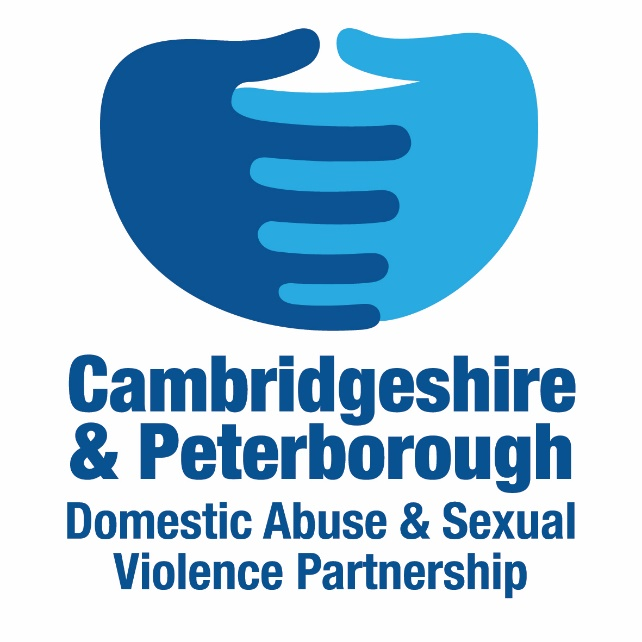 Cambridgeshire
& Peterborough
Domestic Abuse & Sexual
Violence Partnership